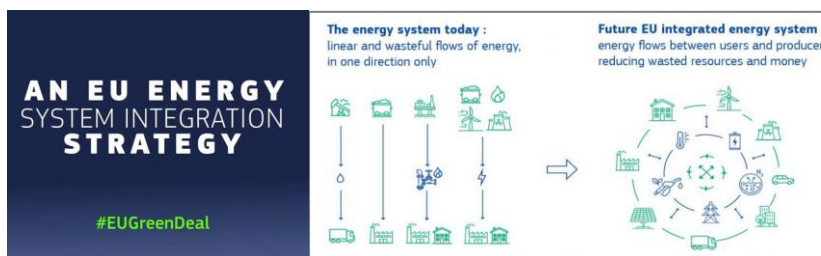 AN EU ENERGY
SYSTEM INTEGRATION
STRATEGY
#EUGreenDeal
The energy system today :
linear and wasteful flows of energy,
in one direction only
Future EU integrated energy system
energy flows between users and producer
reducing wasted resources and money